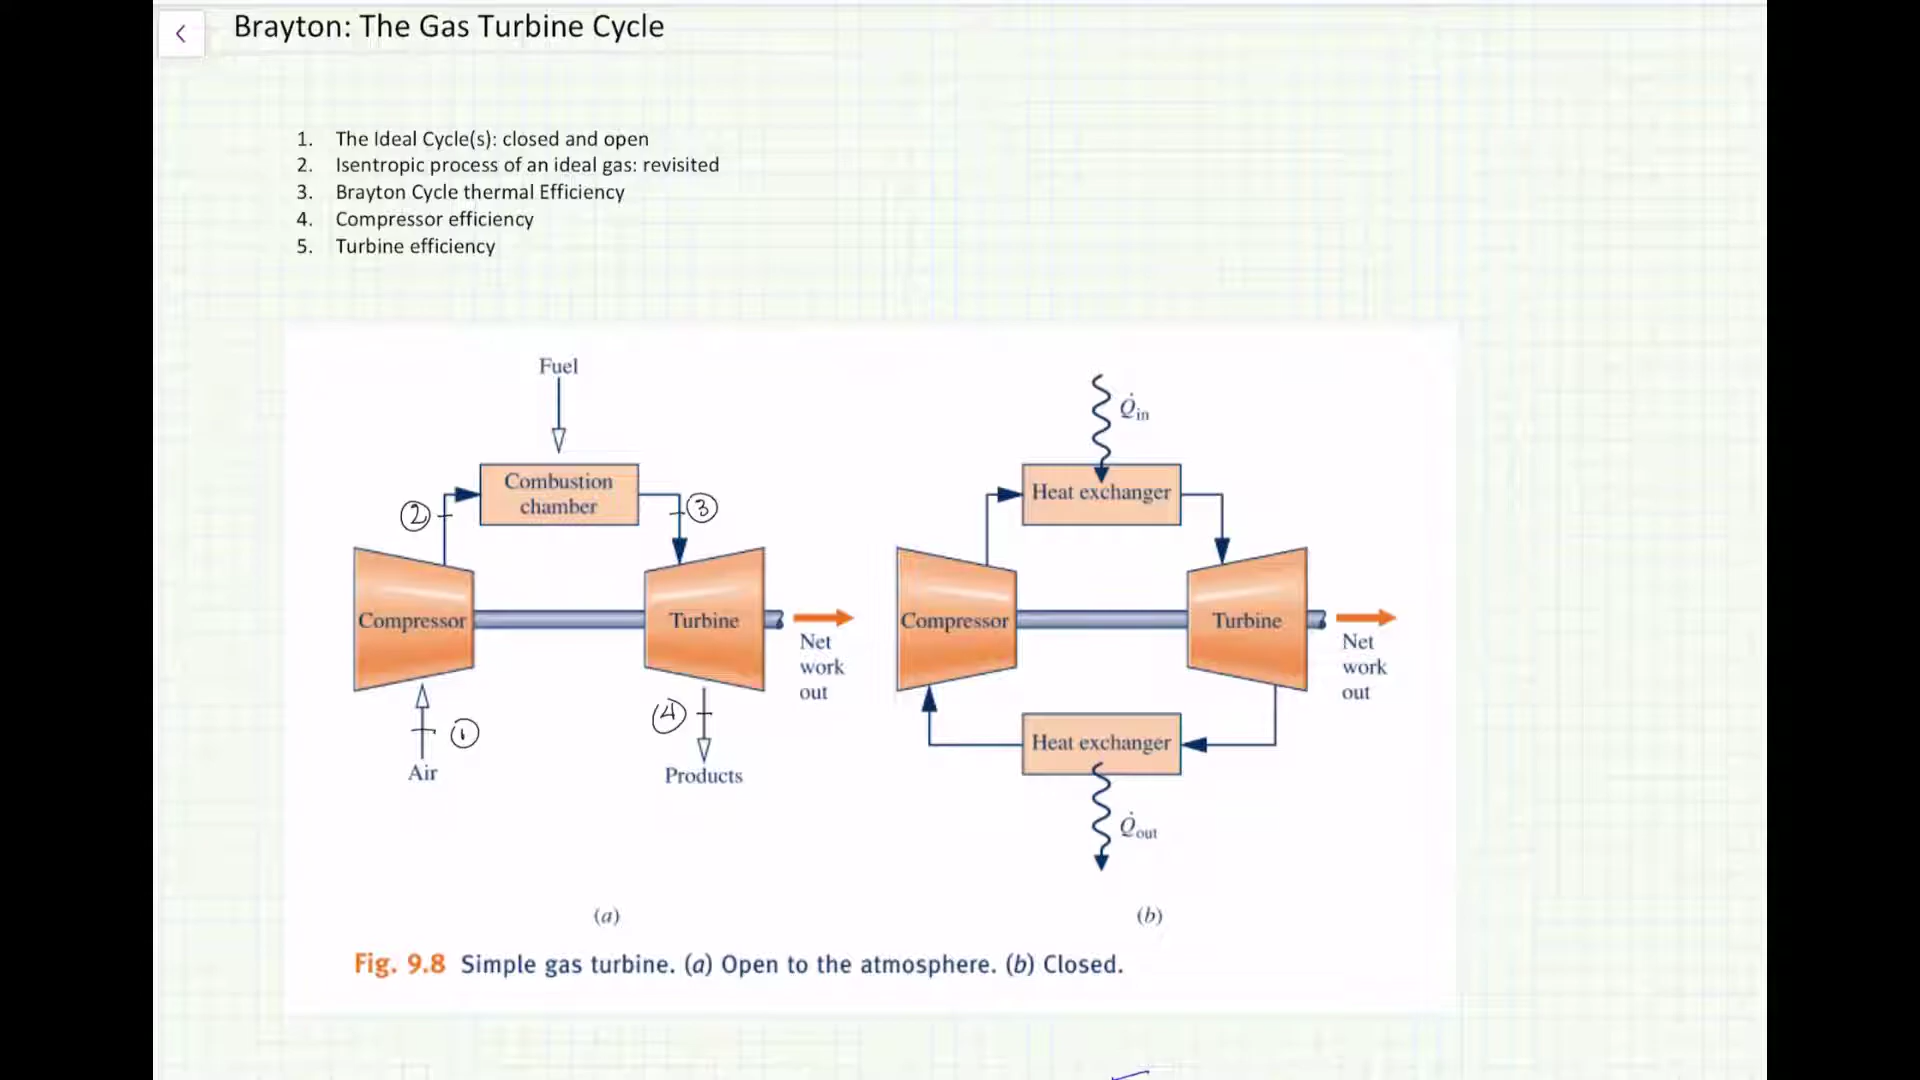 Brayton: The Gas Turbine Cycle
1. The Ideal Cycle(s): closed and open
2. Isentropic process of an ideal gas: revisited
3. Brayton Cycle thermal Efficiency
4. Compressor efficiency
5. Turbine efficiency
Fuel
Combustion
chamber
②
③
Compressor
Turbine
Net
work
out
①
④
Air
Products
(a)
Q̇in
Heat exchanger
Compressor
Turbine
Net
work
out
Heat exchanger
Q̇out
(b)
Fig. 9.8 Simple gas turbine. (a) Open to the atmosphere. (b) Closed.